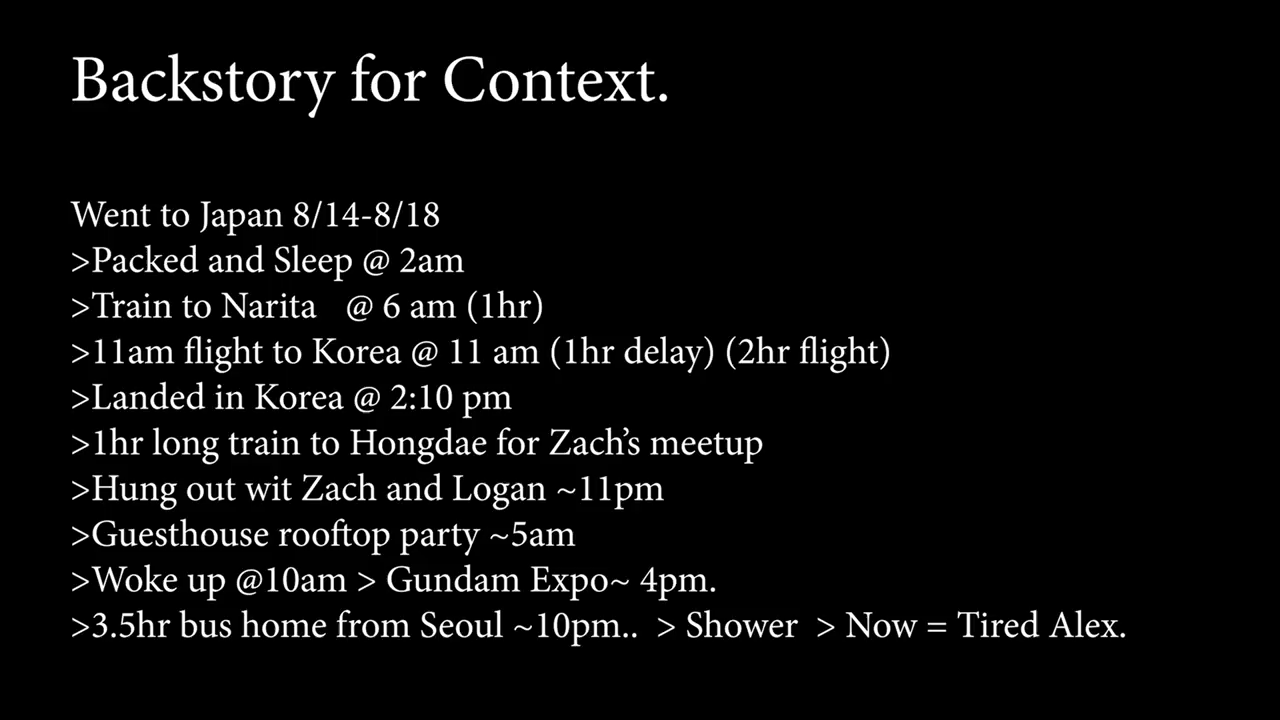 Backstory for Context.
Went to Japan 8/14-8/18
>Packed and Sleep @ 2am
>Train to Narita @ 6 am (1hr)
>11am flight to Korea @ 11 am (1hr delay) (2hr flight)
>Landed in Korea @ 2:10 pm
>1hr long train to Hongdae for Zach’s meetup
>Hung out wit Zach and Logan ~11pm
>Guesthouse rooftop party ~5am
>Woke up @10am > Gundam Expo~ 4pm.
>3.5hr bus home from Seoul ~10pm.. > Shower > Now = Tired Alex.